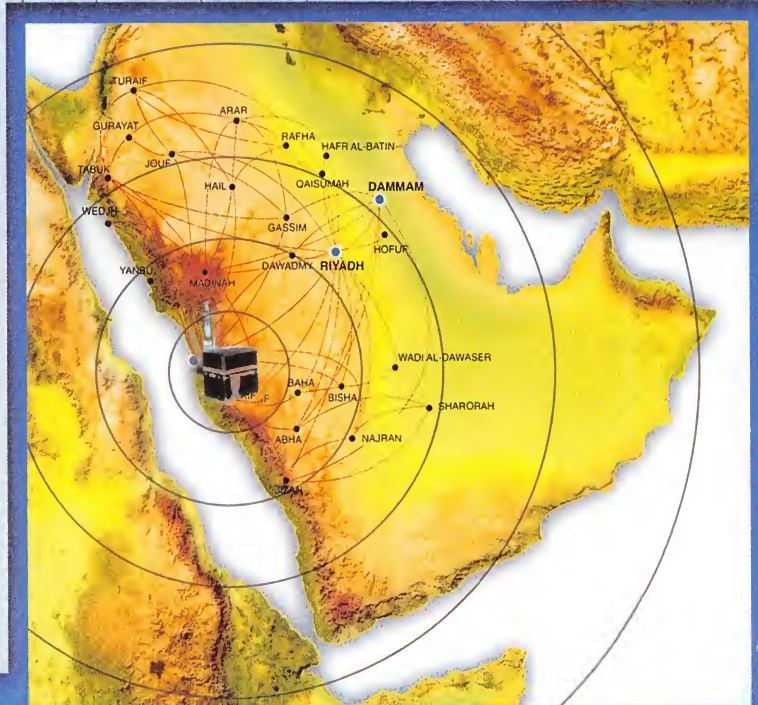 TURAIF
ARAR
GURAYAT
RAFHA
HAFR AL-BATIN
JOUF
TABUK
QAISUMAH
HAIL
DAMMAM
WEDJH
GASSIM
HOFUF
RIYADH
DAWADMY
YANBU
MADINAH
WADI AL-DAWASER
BAHA
BISHA
SHARORAH
ABHA
NAJRAN